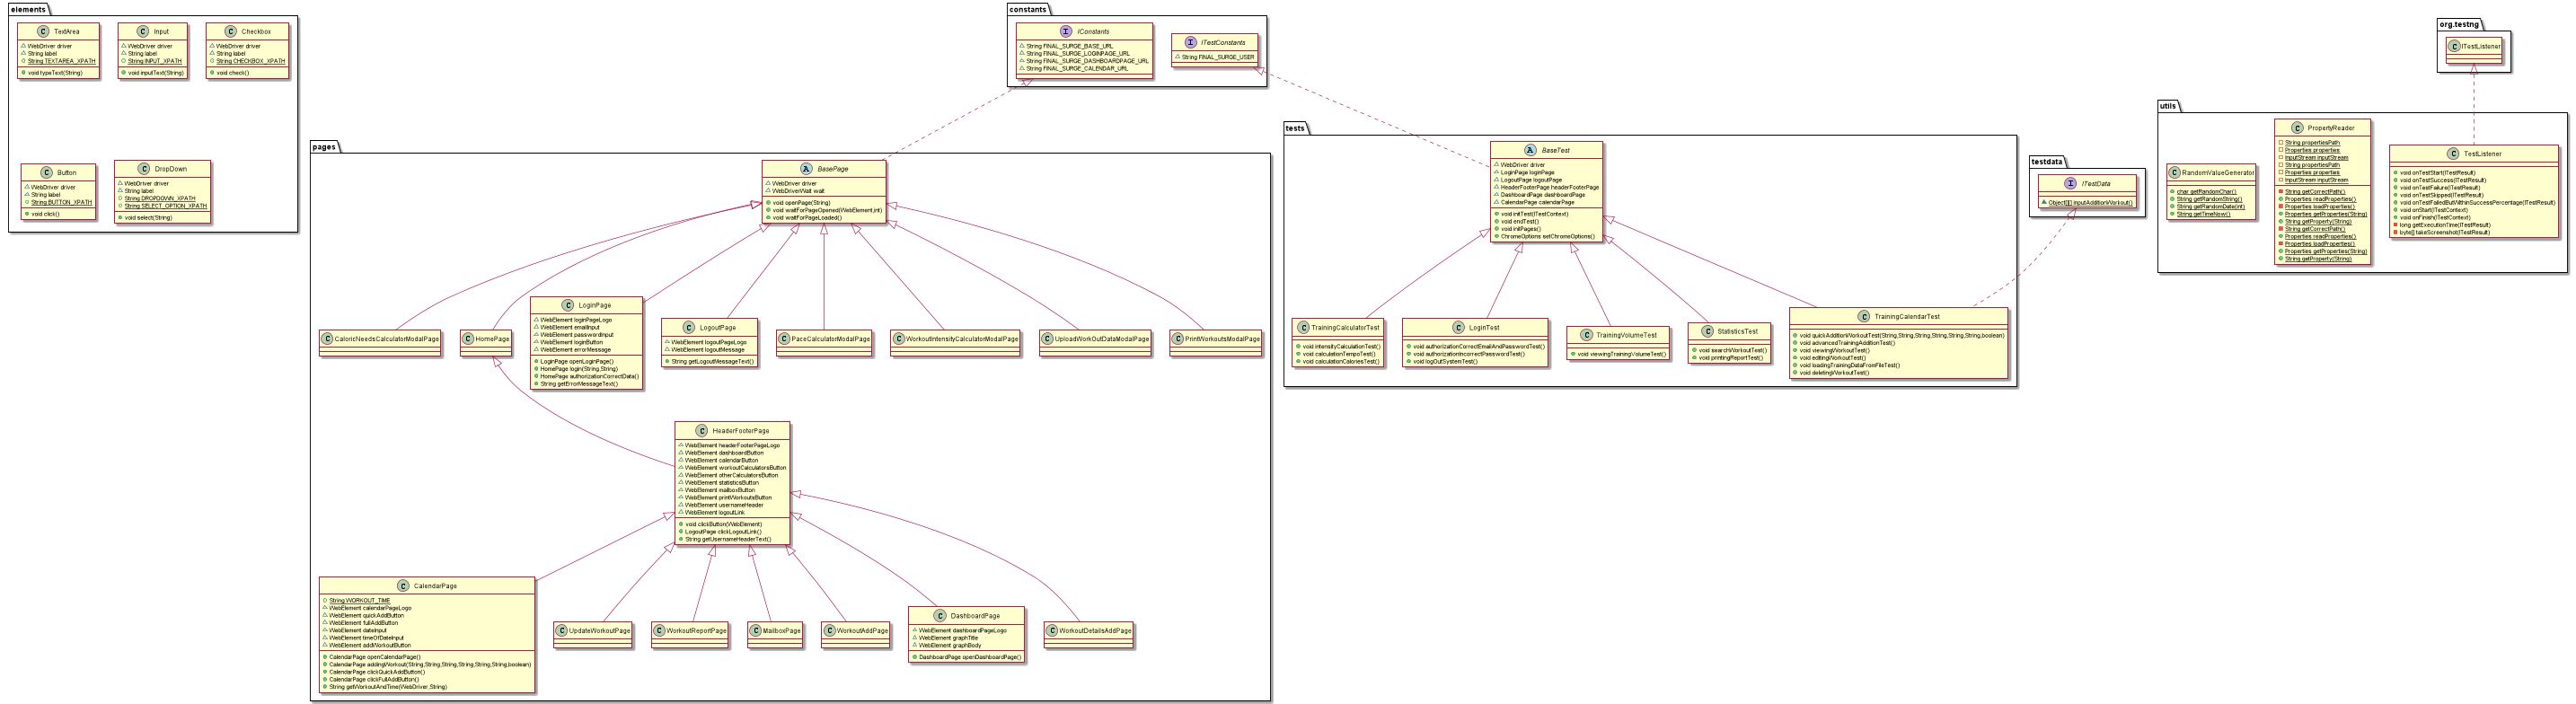 elements
C TextArea
WebDriver driver
String label
String TEXTAREA_XPATH
void typeText(String)
C Input
WebDriver driver
String label
String INPUT_XPATH
void inputText(String)
C Checkbox
WebDriver driver
String label
String CHECKBOX_XPATH
void check()
C Button
WebDriver driver
String label
String BUTTON_XPATH
void click()
C DropDown
WebDriver driver
String label
String DROPDOWN_XPATH
String SELECT_OPTION_XPATH
void select(String)
constants
I IConstants
String FINAL_SURGE_BASE_URL
String FINAL_SURGE_LOGINPAGE_URL
String FINAL_SURGE_DASHBOARDPAGE_URL
String FINAL_SURGE_CALENDAR_URL
I ITestConstants
String FINAL_SURGE_USER
pages
A BasePage
WebDriver driver
WebDriverWait wait
void openPage(String)
void waitForPageOpened(WebElement,int)
void waitForPageLoaded()
C CaloricNeedsCalculatorModalPage
C HomePage
C LoginPage
WebElement loginPageLogo
WebElement emailInput
WebElement passwordInput
WebElement loginButton
WebElement errorMessage
LoginPage openLoginPage()
HomePage login(String,String)
HomePage authorizationCorrectData()
String getErrorMessageText()
C LogoutPage
WebElement logoutPageLogo
WebElement logoutMessage
String getLogoutMessageText()
C PaceCalculatorModalPage
C WorkoutIntensityCalculatorModalPage
C UploadWorkOutDataModalPage
C PrintWorkoutsModalPage
C HeaderFooterPage
WebElement headerFooterPageLogo
WebElement dashboardButton
WebElement calendarButton
WebElement workoutCalculatorsButton
WebElement otherCalculatorsButton
WebElement statisticsButton
WebElement mailboxButton
WebElement printWorkoutsButton
WebElement usernameHeader
WebElement logoutLink
void clickButton(WebElement)
LogoutPage clickLogoutLink()
String getUsernameHeaderText()
C CalendarPage
String WORKOUT_TIME
WebElement calendarPageLogo
WebElement quickAddButton
WebElement fullAddButton
WebElement dateInput
WebElement timeOfDateInput
WebElement addWorkoutButton
CalendarPage openCalendarPage()
CalendarPage addingWorkout(String,String,String,String,String,String,boolean)
CalendarPage clickQuickAddButton()
CalendarPage clickFullAddButton()
String getWorkoutAndTime(WebDriver,String)
C UpdateWorkoutPage
C WorkoutReportPage
C MailboxPage
C WorkoutAddPage
C DashboardPage
WebElement dashboardPageLogo
WebElement graphTitle
WebElement graphBody
DashboardPage openDashboardPage()
C WorkoutDetailsAddPage
tests
A BaseTest
WebDriver driver
LoginPage loginPage
LogoutPage logoutPage
HeaderFooterPage headerFooterPage
DashboardPage dashboardPage
CalendarPage calendarPage
void initTest(ITestContext)
void endTest()
void initPages()
ChromeOptions setChromeOptions()
C TrainingCalculatorTest
void intensityCalculationTest()
void calculationTempoTest()
void calculationCaloriesTest()
C LoginTest
void authorizationCorrectEmailAndPasswordTest()
void authorizationIncorrectPasswordTest()
void logOutSystemTest()
C TrainingVolumeTest
void viewingTrainingVolumeTest()
C StatisticsTest
void searchWorkoutTest()
void printingReportTest()
C TrainingCalendarTest
void quickAdditionWorkoutTest(String,String,String,String,String,String,boolean)
void advancedTrainingAdditionTest()
void viewingWorkoutTest()
void editingWorkoutTest()
void loadingTrainingDataFromFileTest()
void deletingWorkoutTest()
testdata
I ITestData
Object[][] inputAdditionWorkout()
org.testng
C ITestListener
utils
C RandomValueGenerator
char getRandomChar()
String getRandomString()
String getRandomDate(int)
String getTimeNow()
C PropertyReader
String propertiesPath
Properties properties
InputStream inputStream
String propertiesPath
Properties properties
InputStream inputStream
String getCorrectPath()
Properties readProperties()
Properties loadProperties()
Properties getProperties(String)
String getProperty(String)
String getCorrectPath()
Properties readProperties()
Properties loadProperties()
Properties getProperties(String)
String getProperty(String)
C TestListener
void onTestStart(ITestResult)
void onTestSuccess(ITestResult)
void onTestFailure(ITestResult)
void onTestSkipped(ITestResult)
void onTestFailedButWithinSuccessPercentage(ITestResult)
void onStart(ITestContext)
void onFinish(ITestContext)
long getExecutionTime(ITestResult)
byte[] takeScreenshot(ITestResult)